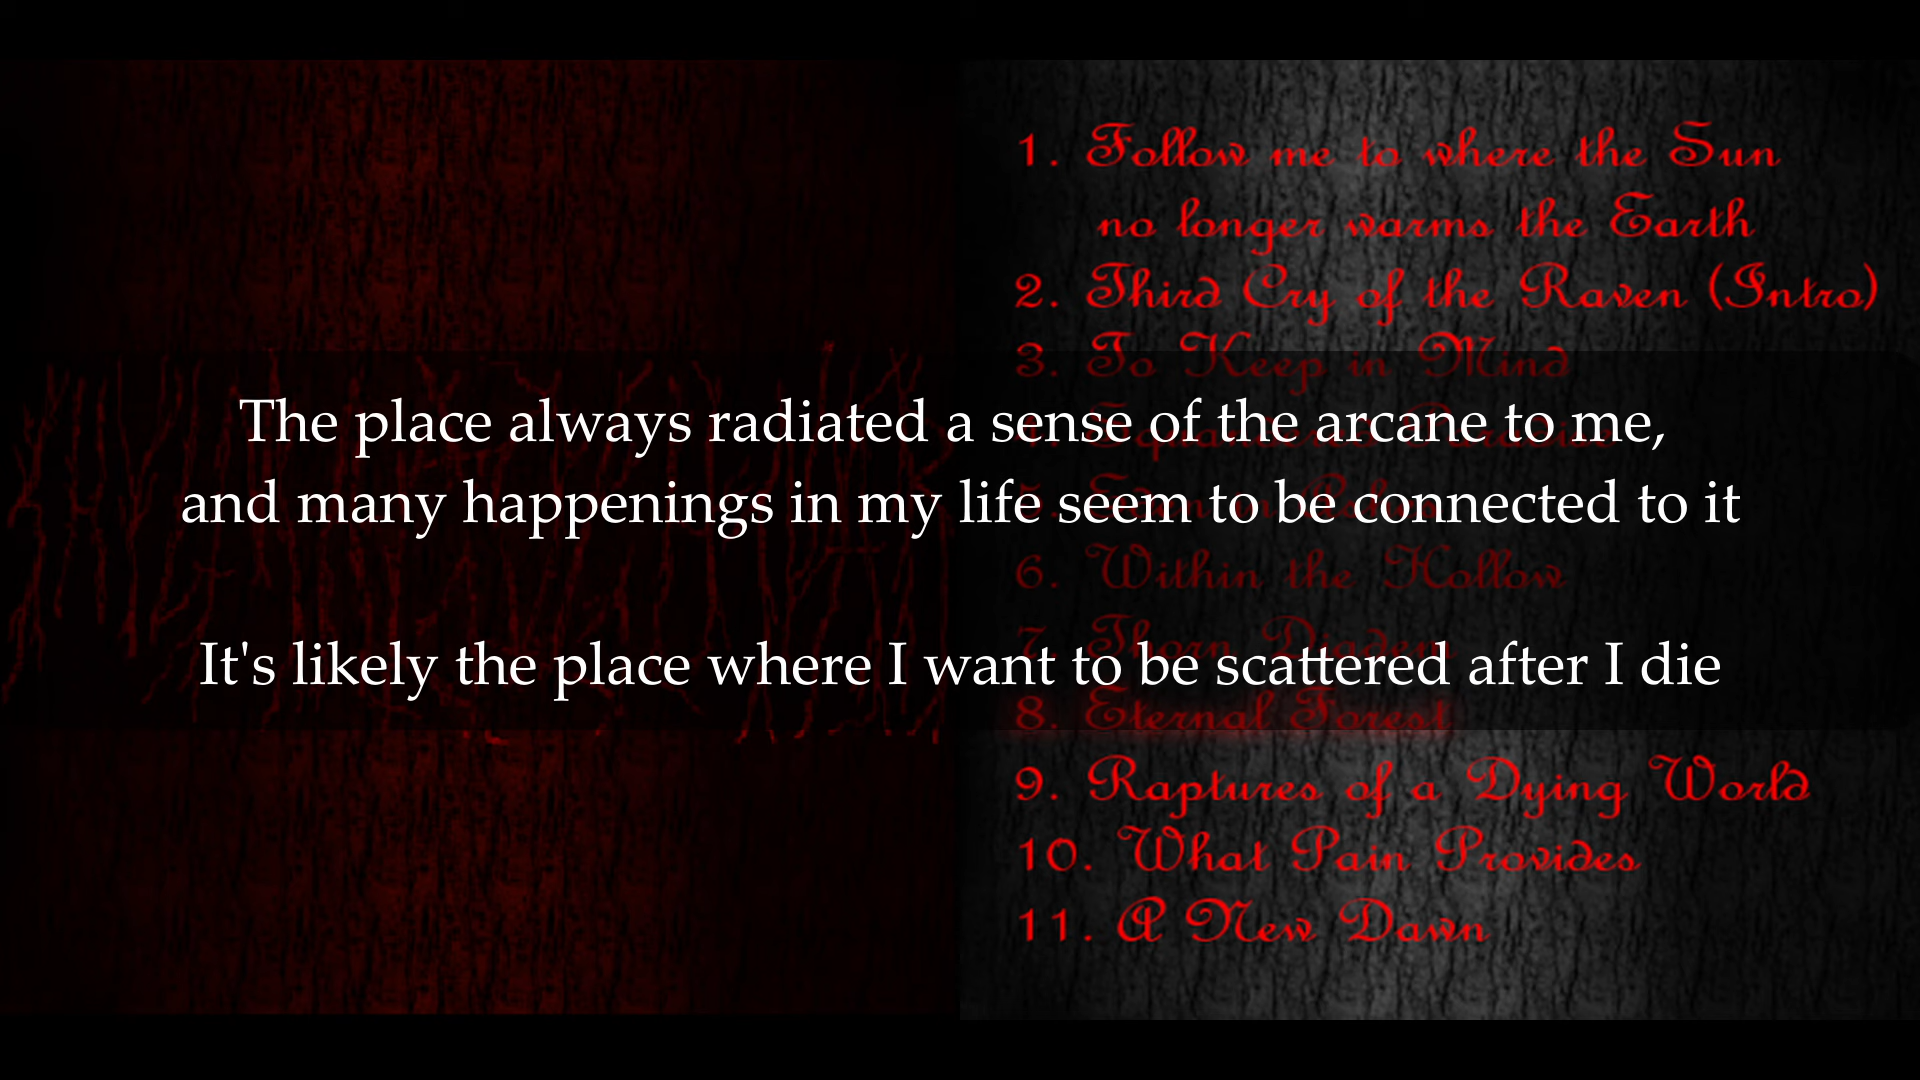 1. Follow me to where the Sun
no longer warms the Earth
2. Third Cry of the Raven (Intro)
3. To Keep in Mind
The place always radiated a sense of the arcane to me,
and many happenings in my life seem to be connected to it
6. Within the Hollow
7. Thorn Diadem
It's likely the place where I want to be scattered after I die
8. Eternal Forest
9. Raptures of a Dying World
10. What Pain Provides
11. A New Dawn